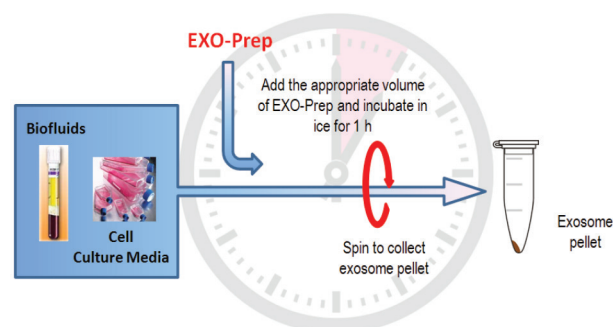 EXO-Prep
Add the appropriate volume
of EXO-Prep and incubate in
ice for 1 h
Biofluids
Cell
Culture Media
Spin to collect
exosome pellet
Exosome
pellet